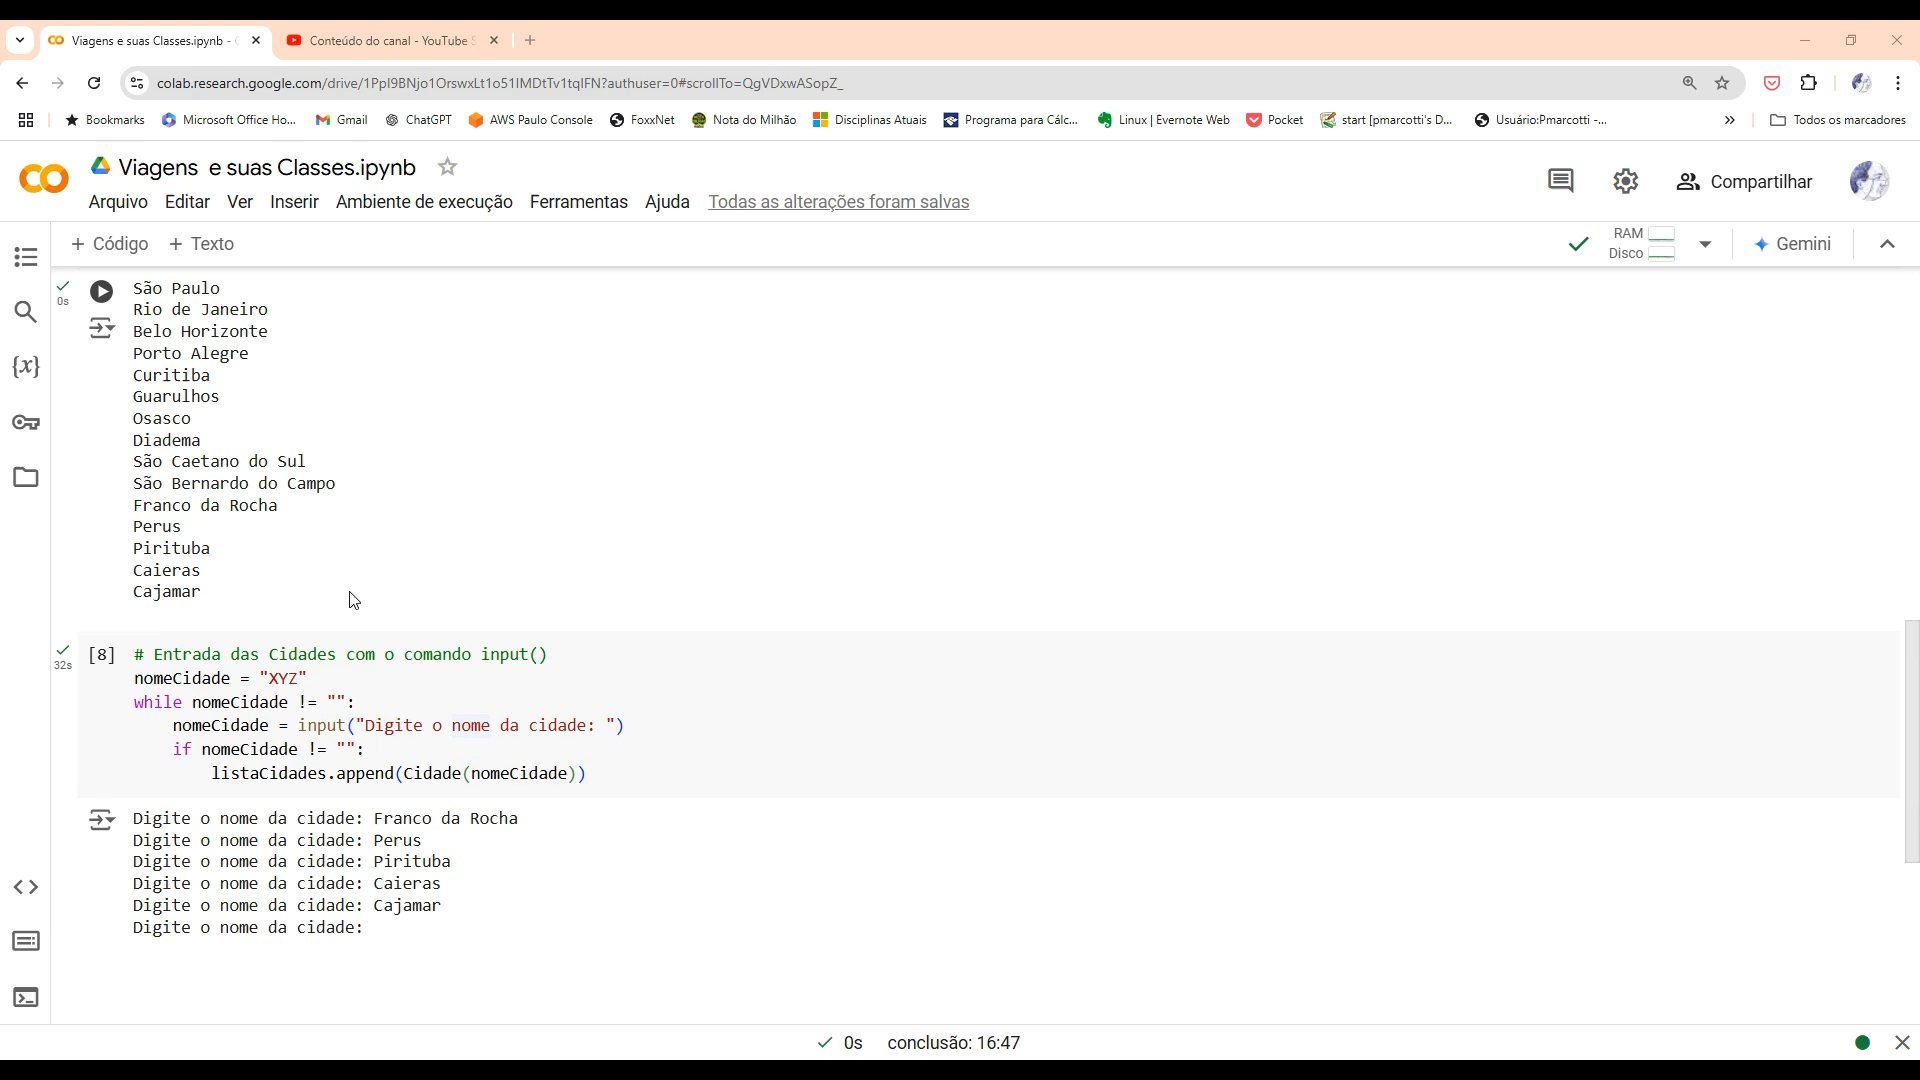 Viagens e suas Classes.ipynb -
Conteúdo do canal - YouTube
colab.research.google.com/drive/1PpI9BNjo1OrswxLt1o51IMDtTv1tqIFN?authuser=0#scrollTo=QgVDxwASopZ_
Bookmarks
Microsoft Office Ho...
Gmail
ChatGPT
AWS Paulo Console
FoxxNet
Nota do Milhão
Disciplinas Atuais
Programa para Cálc...
Linux | Evernote Web
Pocket
start [pmarcotti's D...
Usuário:Pmarcotti -...
»
Todos os marcadores
Viagens e suas Classes.ipynb
Compartilhar
Arquivo Editar Ver Inserir Ambiente de execução Ferramentas Ajuda Todas as alterações foram salvas
+ Código + Texto
RAM
Disco
Gemini
0s
São Paulo
Rio de Janeiro
Belo Horizonte
Porto Alegre
Curitiba
Guarulhos
Osasco
Diadema
São Caetano do Sul
São Bernardo do Campo
Franco da Rocha
Perus
Pirituba
Caieras
Cajamar
32s
[8] # Entrada das Cidades com o comando input()
nomeCidade = "XYZ"
while nomeCidade != "":
nomeCidade = input("Digite o nome da cidade: ")
if nomeCidade != "":
listaCidades.append(Cidade(nomeCidade))
Digite o nome da cidade: Franco da Rocha
Digite o nome da cidade: Perus
Digite o nome da cidade: Pirituba
Digite o nome da cidade: Caieras
Digite o nome da cidade: Cajamar
Digite o nome da cidade:
{x}
0s conclusão: 16:47